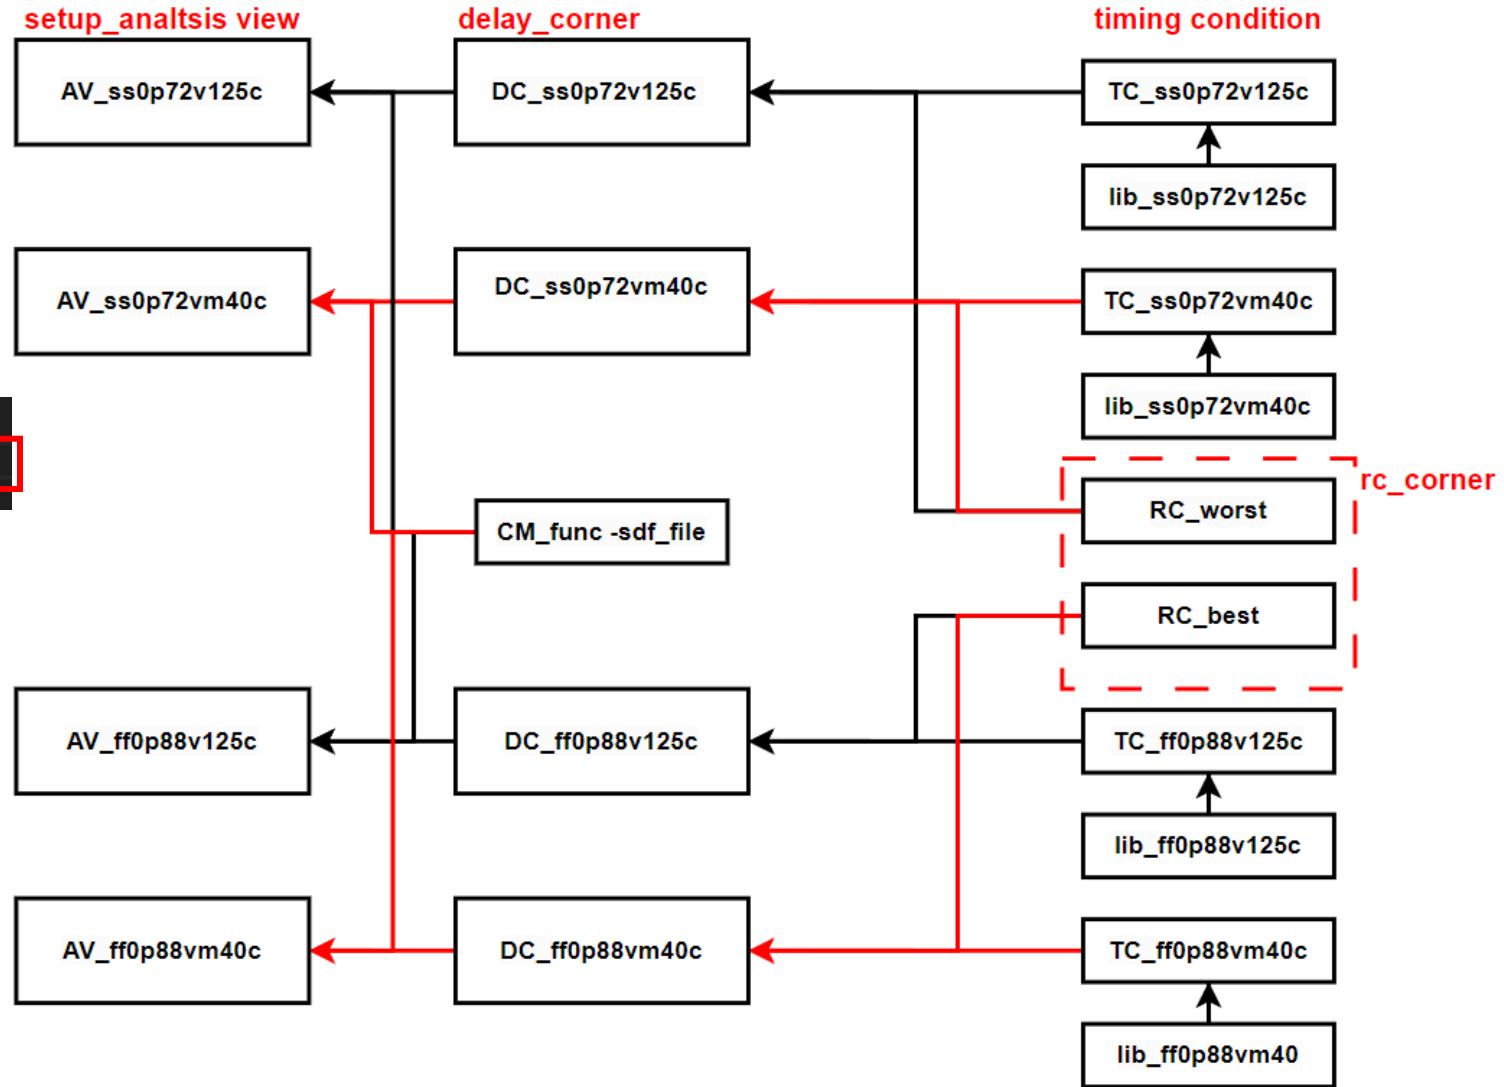 setup_analtsis view
delay_corner
timing condition
AV_ss0p72v125c
DC_ss0p72v125c
TC_ss0p72v125c
lib_ss0p72v125c
AV_ss0p72vm40c
DC_ss0p72vm40c
TC_ss0p72vm40c
lib_ss0p72vm40c
rc_corner
RC_worst
CM_func -sdf_file
RC_best
AV_ff0p88v125c
DC_ff0p88v125c
TC_ff0p88v125c
lib_ff0p88v125c
AV_ff0p88vm40c
DC_ff0p88vm40c
TC_ff0p88vm40c
lib_ff0p88vm40